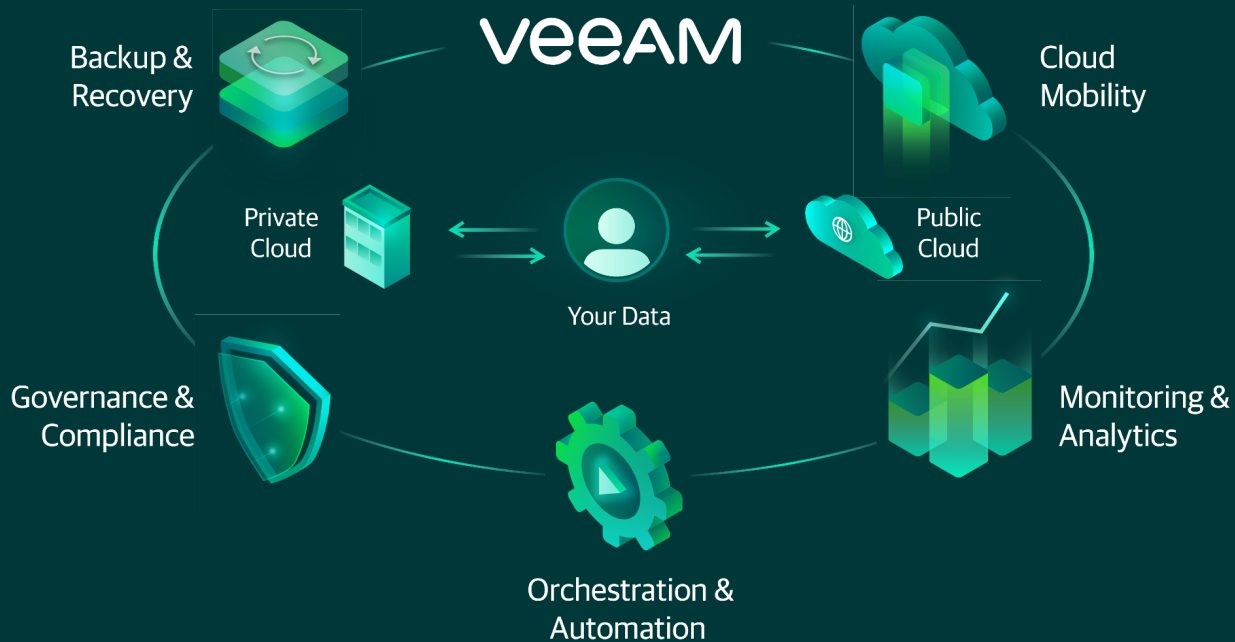 veeAM
Backup &
Recovery
Cloud
Mobility
Private
Cloud
Public
Cloud
Your Data
Governance &
Compliance
Monitoring &
Analytics
Orchestration &
Automation